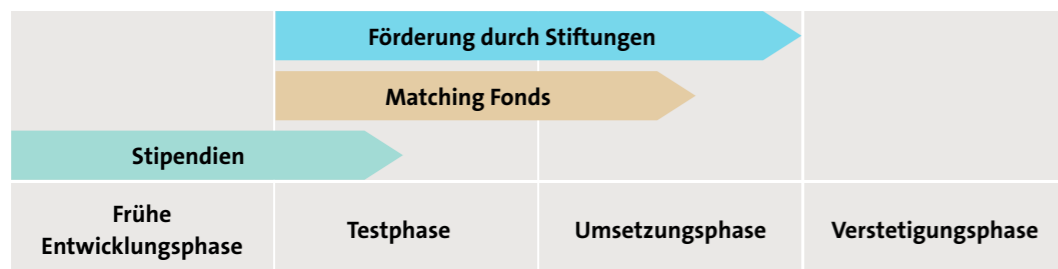 Förderung durch Stiftungen
Matching Fonds
Stipendien
Frühe
Entwicklungsphase
Testphase
Umsetzungsphase
Verstetigungsphase